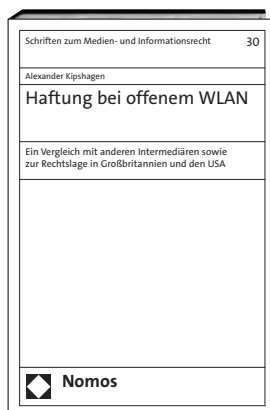 Schriften zum Medien- und Informationsrecht 30
Alexander Kipshagen
Haftung bei offenem WLAN
Ein Vergleich mit anderen Intermediären sowie
zur Rechtslage in Großbritannien und den USA
Nomos